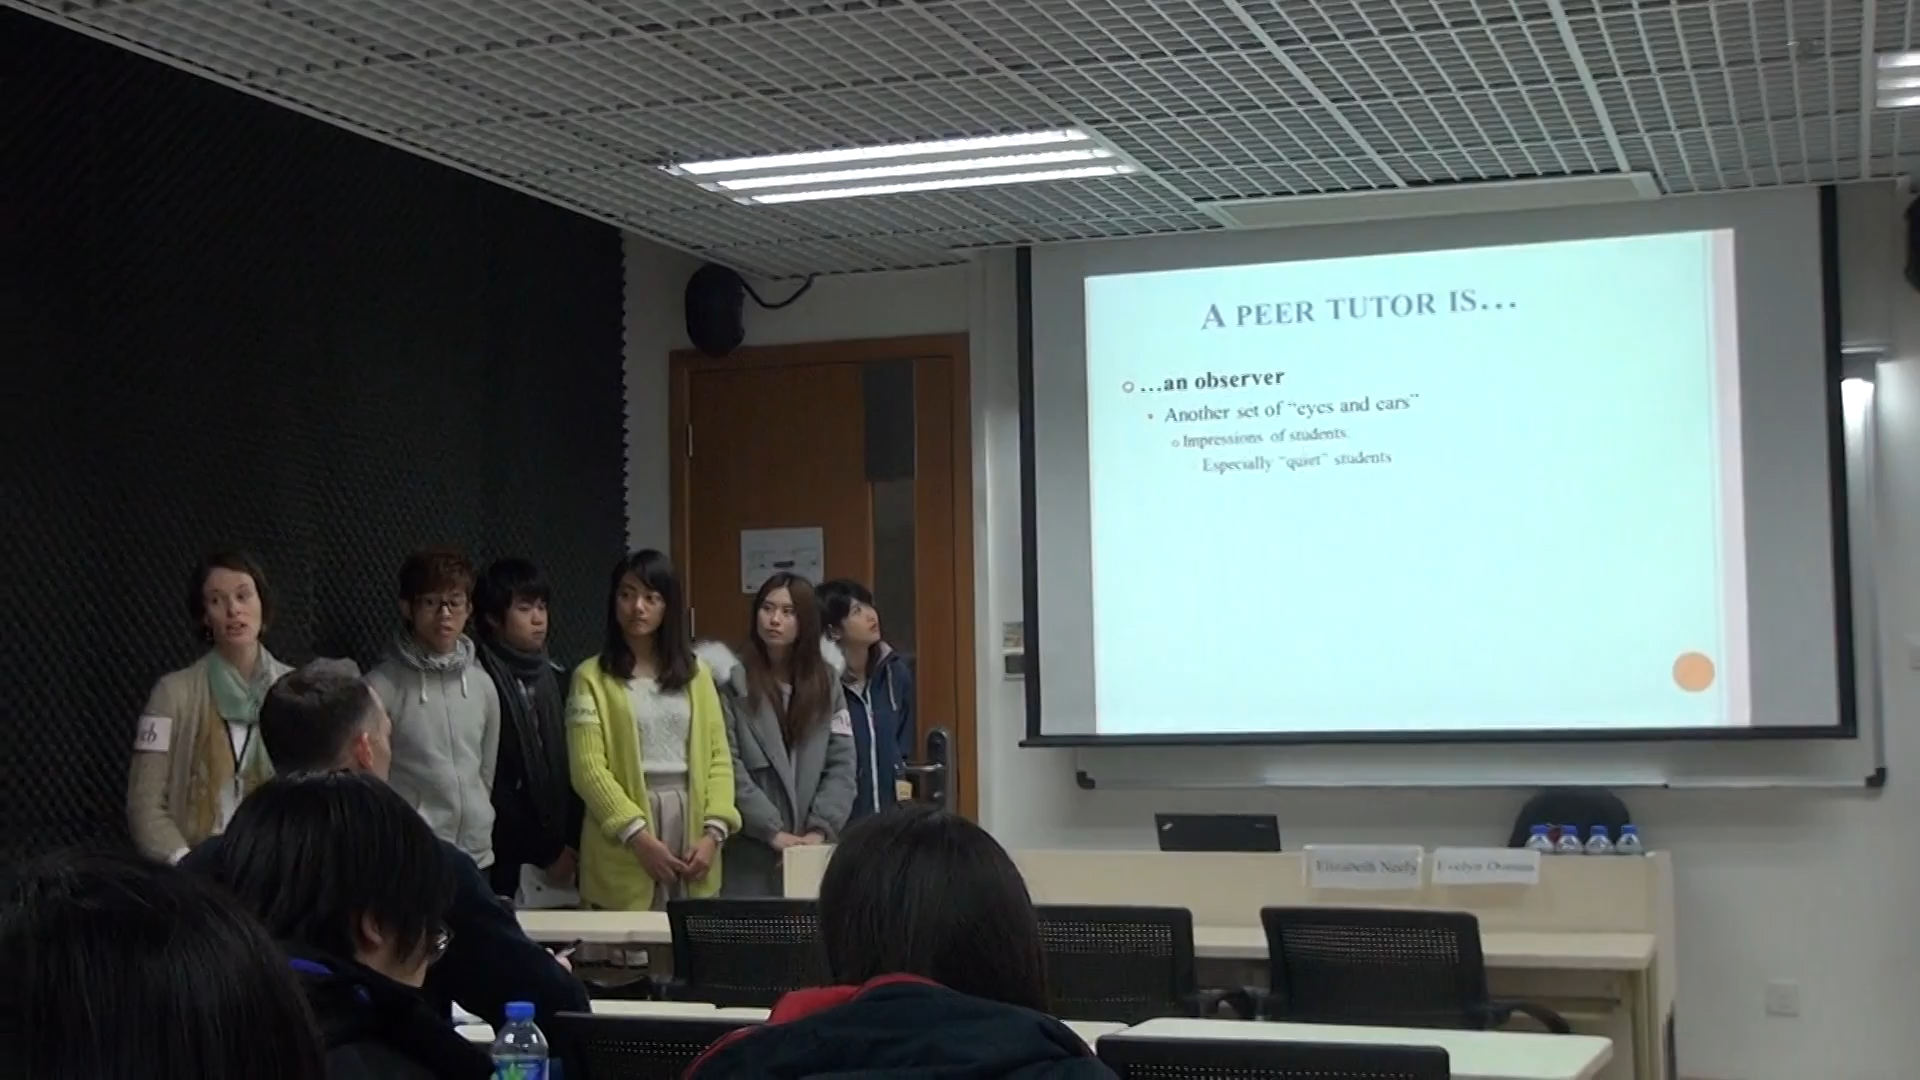 A PEER TUTOR IS...
...an observer
Another set of "eyes and ears"
Impressions of students.
Especially "quiet" students
Elizabeth Neely
Evelyn